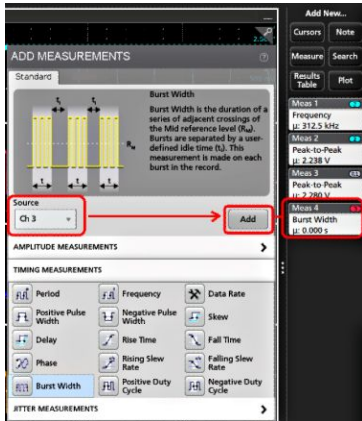 Add New...
Cursors
Note
Measure
Search
Results Table
Plot
ADD MEASUREMENTS
Standard
Burst Width
Burst Width is the duration of a
series of adjacent crossings of
the Mid reference level (RM).
Bursts are separated by a user-
defined idle time (tI). This
measurement is made on each
burst in the record.
Source
Ch 3
Add
AMPLITUDE MEASUREMENTS
TIMING MEASUREMENTS
Period
Frequency
Data Rate
Positive Pulse Width
Negative Pulse Width
Skew
Delay
Rise Time
Fall Time
Phase
Rising Slew Rate
Falling Slew Rate
Burst Width
Positive Duty Cycle
Negative Duty Cycle
JITTER MEASUREMENTS
Meas 1
Frequency
µ: 312.5 kHz
Meas 2
Peak-to-Peak
µ: 2.238 V
Meas 3
Peak-to-Peak
µ: 2.280 V
Meas 4
Burst Width
µ: 0.000 s